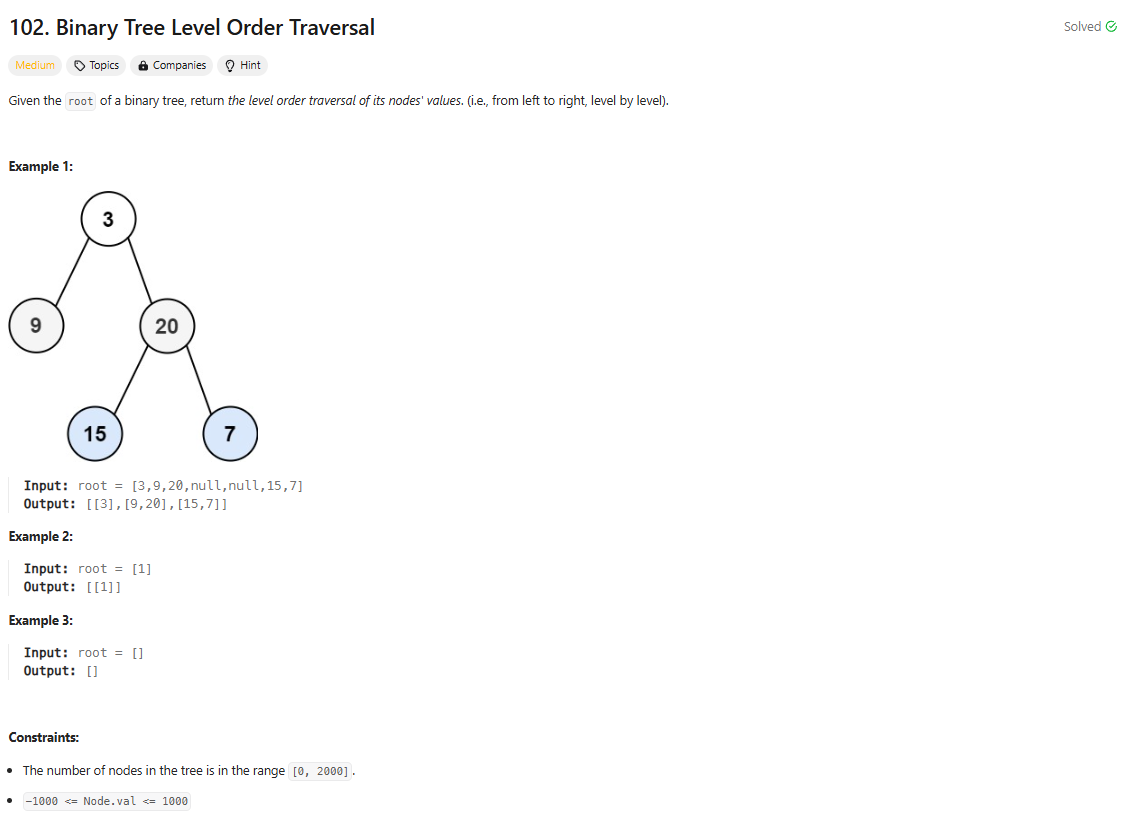 102. Binary Tree Level Order Traversal
Solved
Medium Topics Companies Hint
Given the root of a binary tree, return the level order traversal of its nodes' values. (i.e., from left to right, level by level).
Example 1:
3
9 20
15 7
Input: root = [3,9,20,null,null,15,7]
Output: [[3],[9,20],[15,7]]
Example 2:
Input: root = [1]
Output: [[1]]
Example 3:
Input: root = []
Output: []
Constraints:
• The number of nodes in the tree is in the range [0, 2000].
• -1000 <= Node.val <= 1000